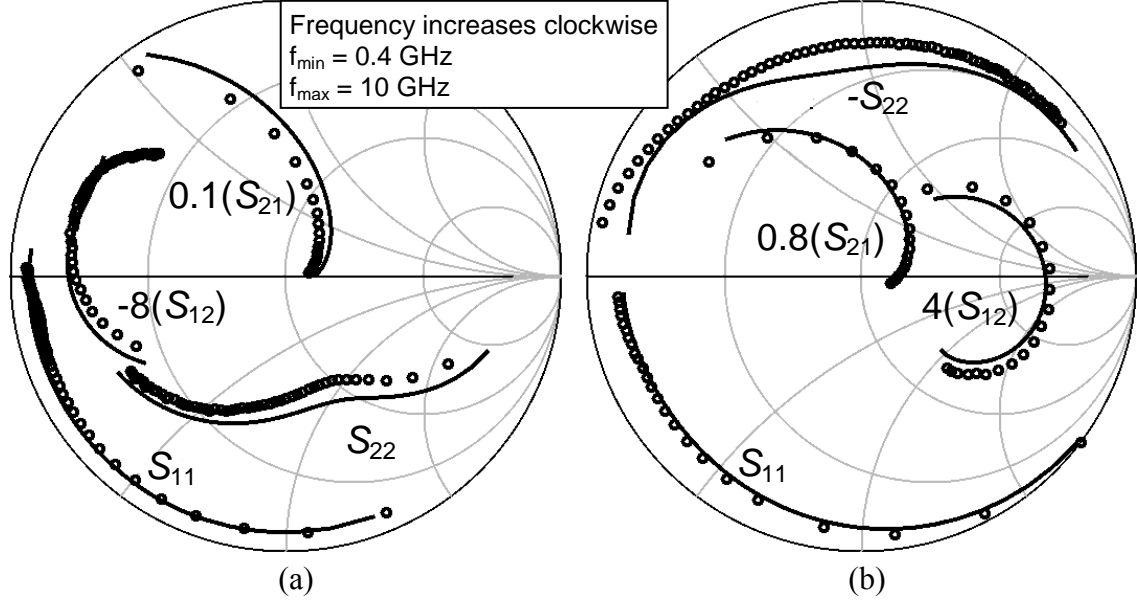 Frequency increases clockwise
fmin = 0.4 GHz
fmax = 10 GHz
0.1(S21)
-8(S12)
S11
S22
(a)
-S22
0.8(S21)
4(S12)
S11
(b)